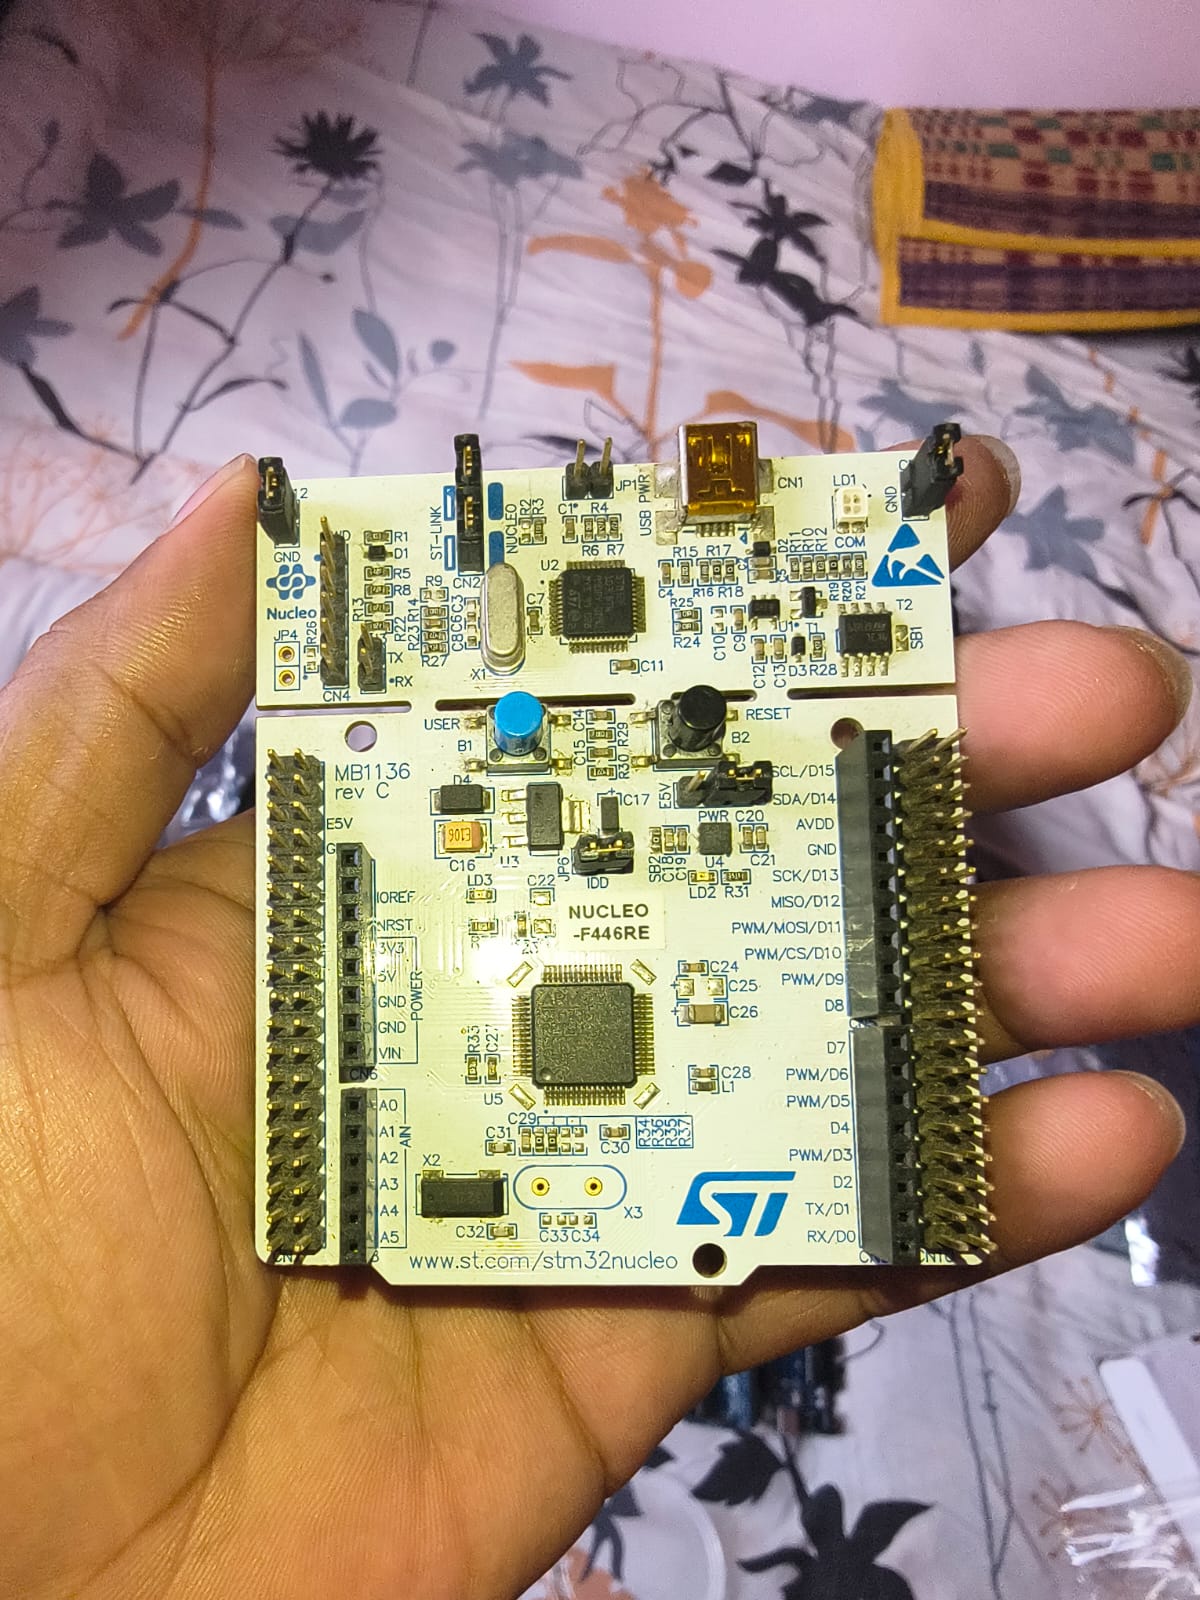 GND
Nucleo
JP4
R26
CN4
R1
D1
R5
R8
R13
R22
TX
RX
R9
R14
R23
R27
C3
C6
C8
ST-LINK
NUCLEO
CN2
X1
R2
R3
C1
R4
R6 R7
JP1
U2
C7
C11
USB PWR
CN1
R15 R17
C4
R16 R18
R25
R24
C10
C9
D2
U1
C12
C13
D3
R28
LD1
COM
R11
R10
R12
R19
R20
R21
T2
SB1
GND
USER
B1
C14
C15
R29
R30
RESET
B2
MB1136
rev C
D4
C16
U3
C17
JP6
IDD
E5V
PWR
C20
SB2
C18
C19
U4
C21
LD3
C22
LD2 R31
NUCLEO
-F446RE
E5V
IOREF
NRST
3V3
5V
GND
GND
VIN
POWER
CN6
A0
A1
A2
A3
A4
A5
AIN
SCL/D15
SDA/D14
AVDD
GND
SCK/D13
MISO/D12
PWM/MOSI/D11
PWM/CS/D10
PWM/D9
D8
D7
PWM/D6
PWM/D5
D4
PWM/D3
D2
TX/D1
RX/D0
C24
C25
C26
R33
C27
U5
C28
L1
C29
C31
C30
R34
R36
R35
R37
X2
X3
C32
C33 C34
ST
www.st.com/stm32nucleo